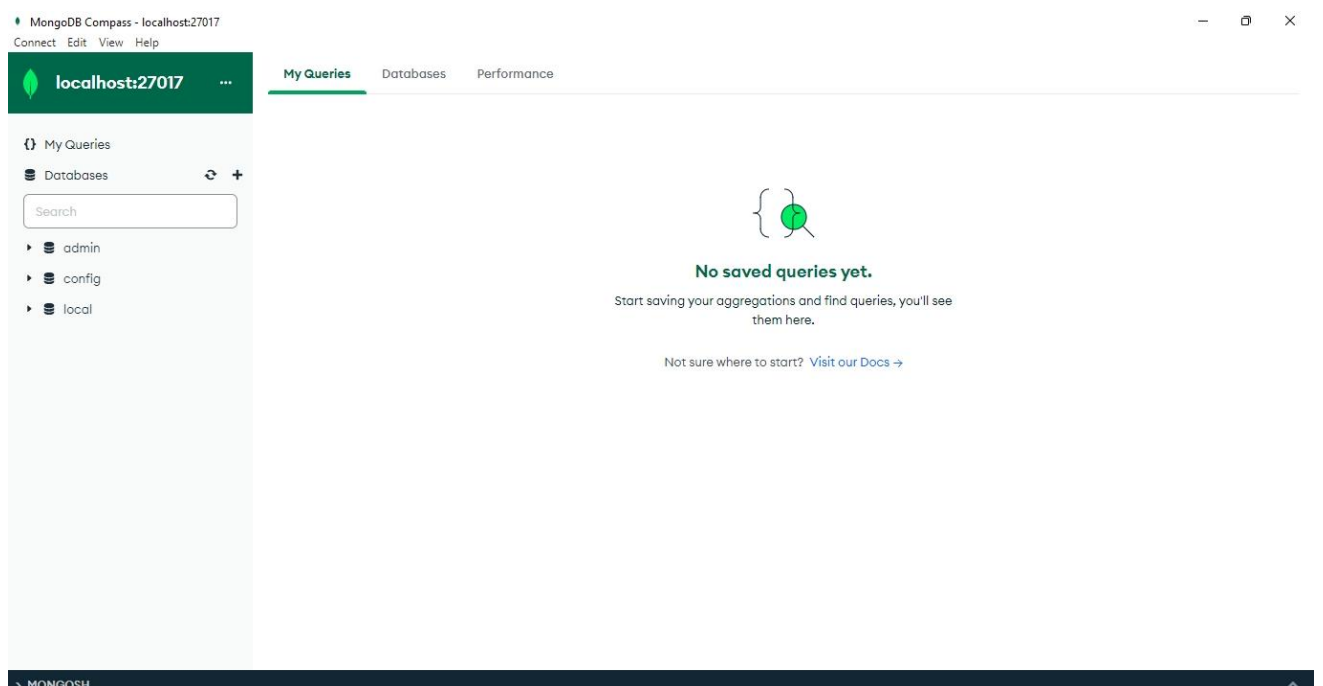 MongoDB Compass - localhost:27017
Connect Edit View Help
localhost:27017 ...
My Queries Databases Performance
{} My Queries
Databases
Search
admin
config
local
No saved queries yet.
Start saving your aggregations and find queries, you'll see
them here.
Not sure where to start? Visit our Docs →
> MONGOSH